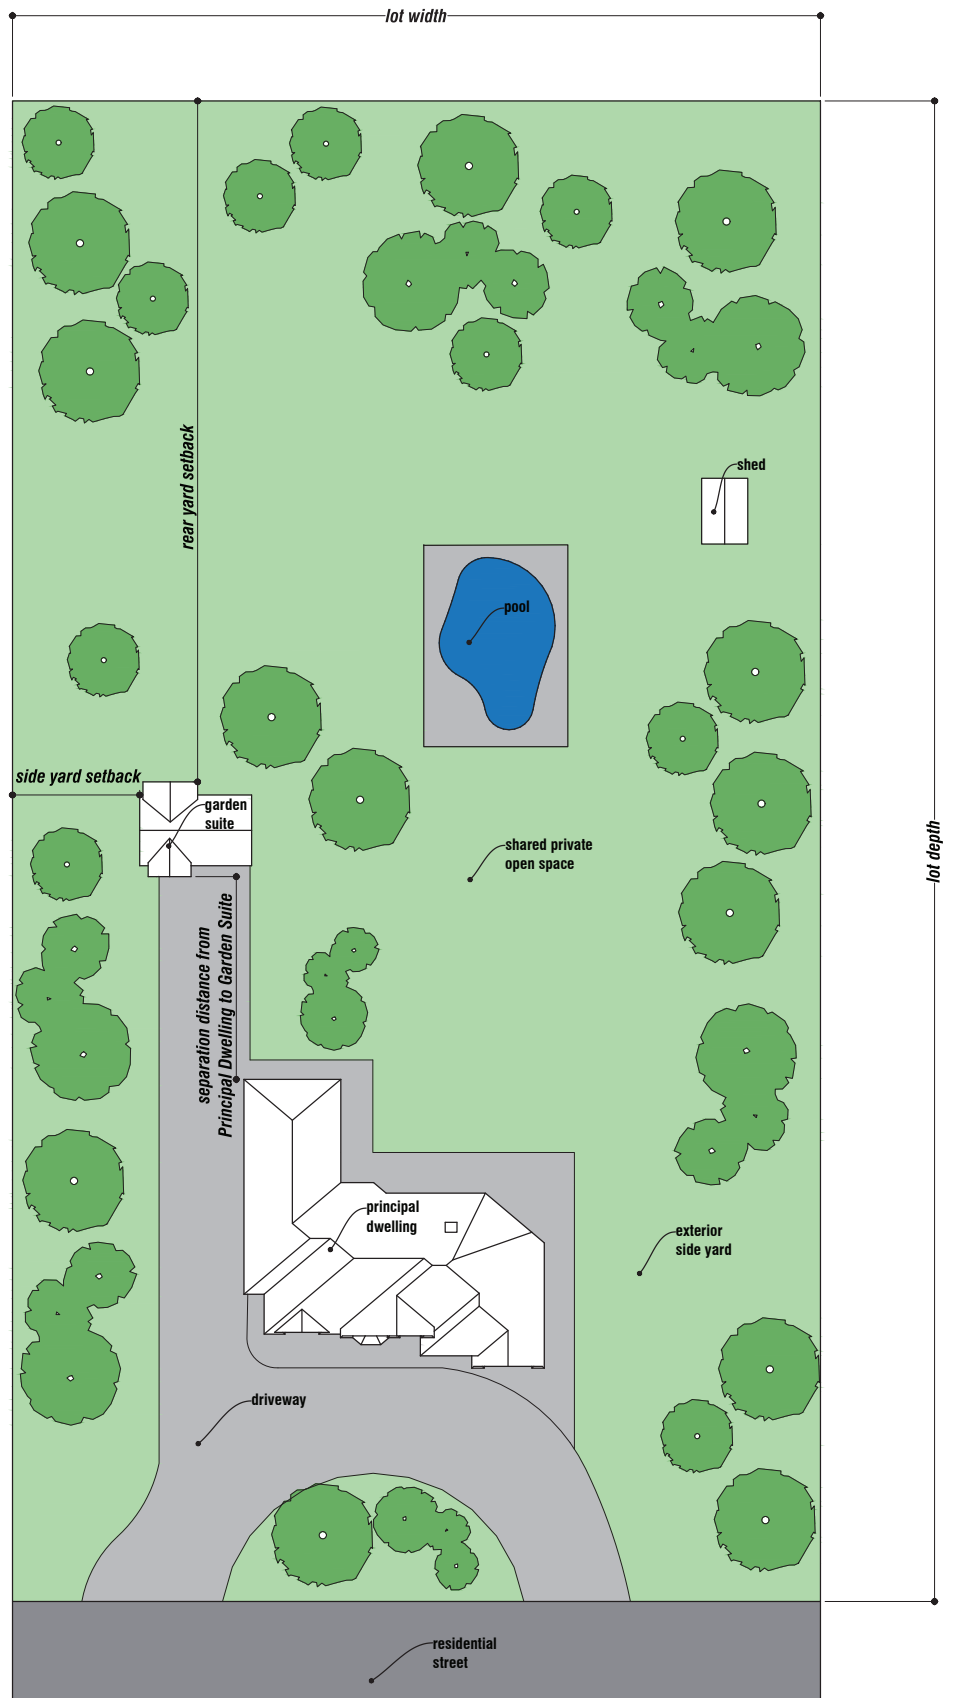 lot width
rear yard setback
shed
pool
side yard setback
garden
suite
shared private
open space
lot depth
separation distance from
Principal Dwelling to Garden Suite
principal
dwelling
exterior
side yard
driveway
residential
street